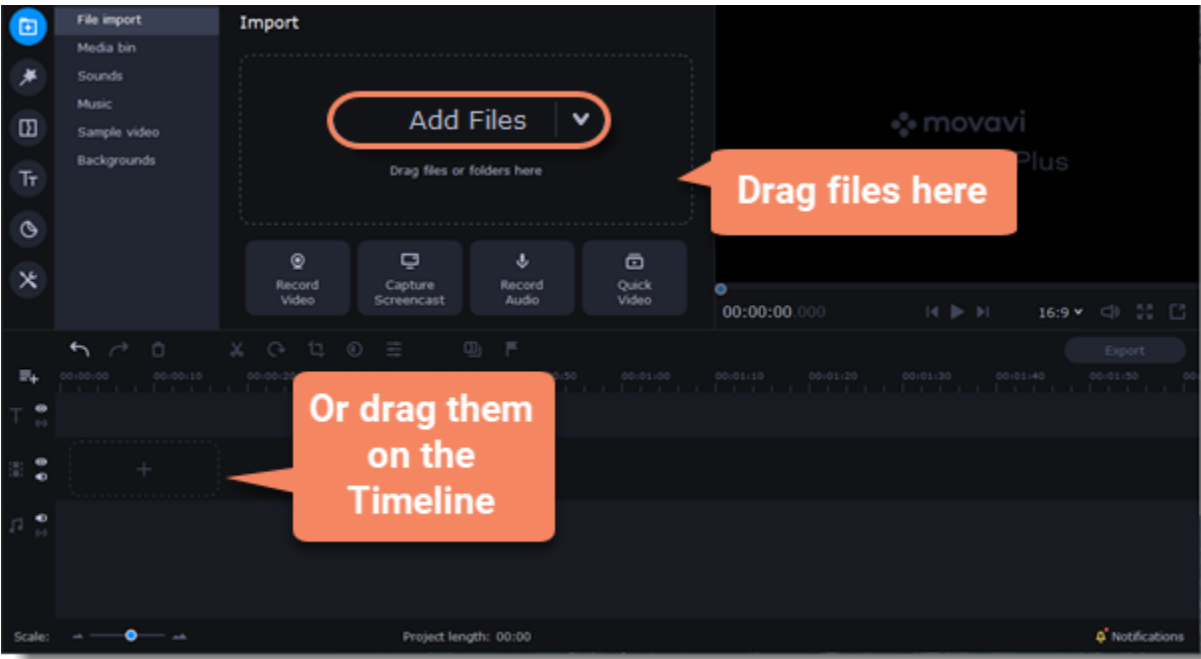 File import
Import
Media bin
Sounds
Music
Sample video
Backgrounds
Add Files
Drag files or folders here
movavi
Plus
Drag files here
Record
Video
Capture
Screencast
Record
Audio
Quick
Video
00:00:00.000
16:9
Export
00:00:00 00:00:10 00:00:20 00:01:00 00:01:10 00:01:20 00:01:30 00:01:40 00:01:50
Or drag them
on the
Timeline
Scale:
Project length: 00:00
Notifications